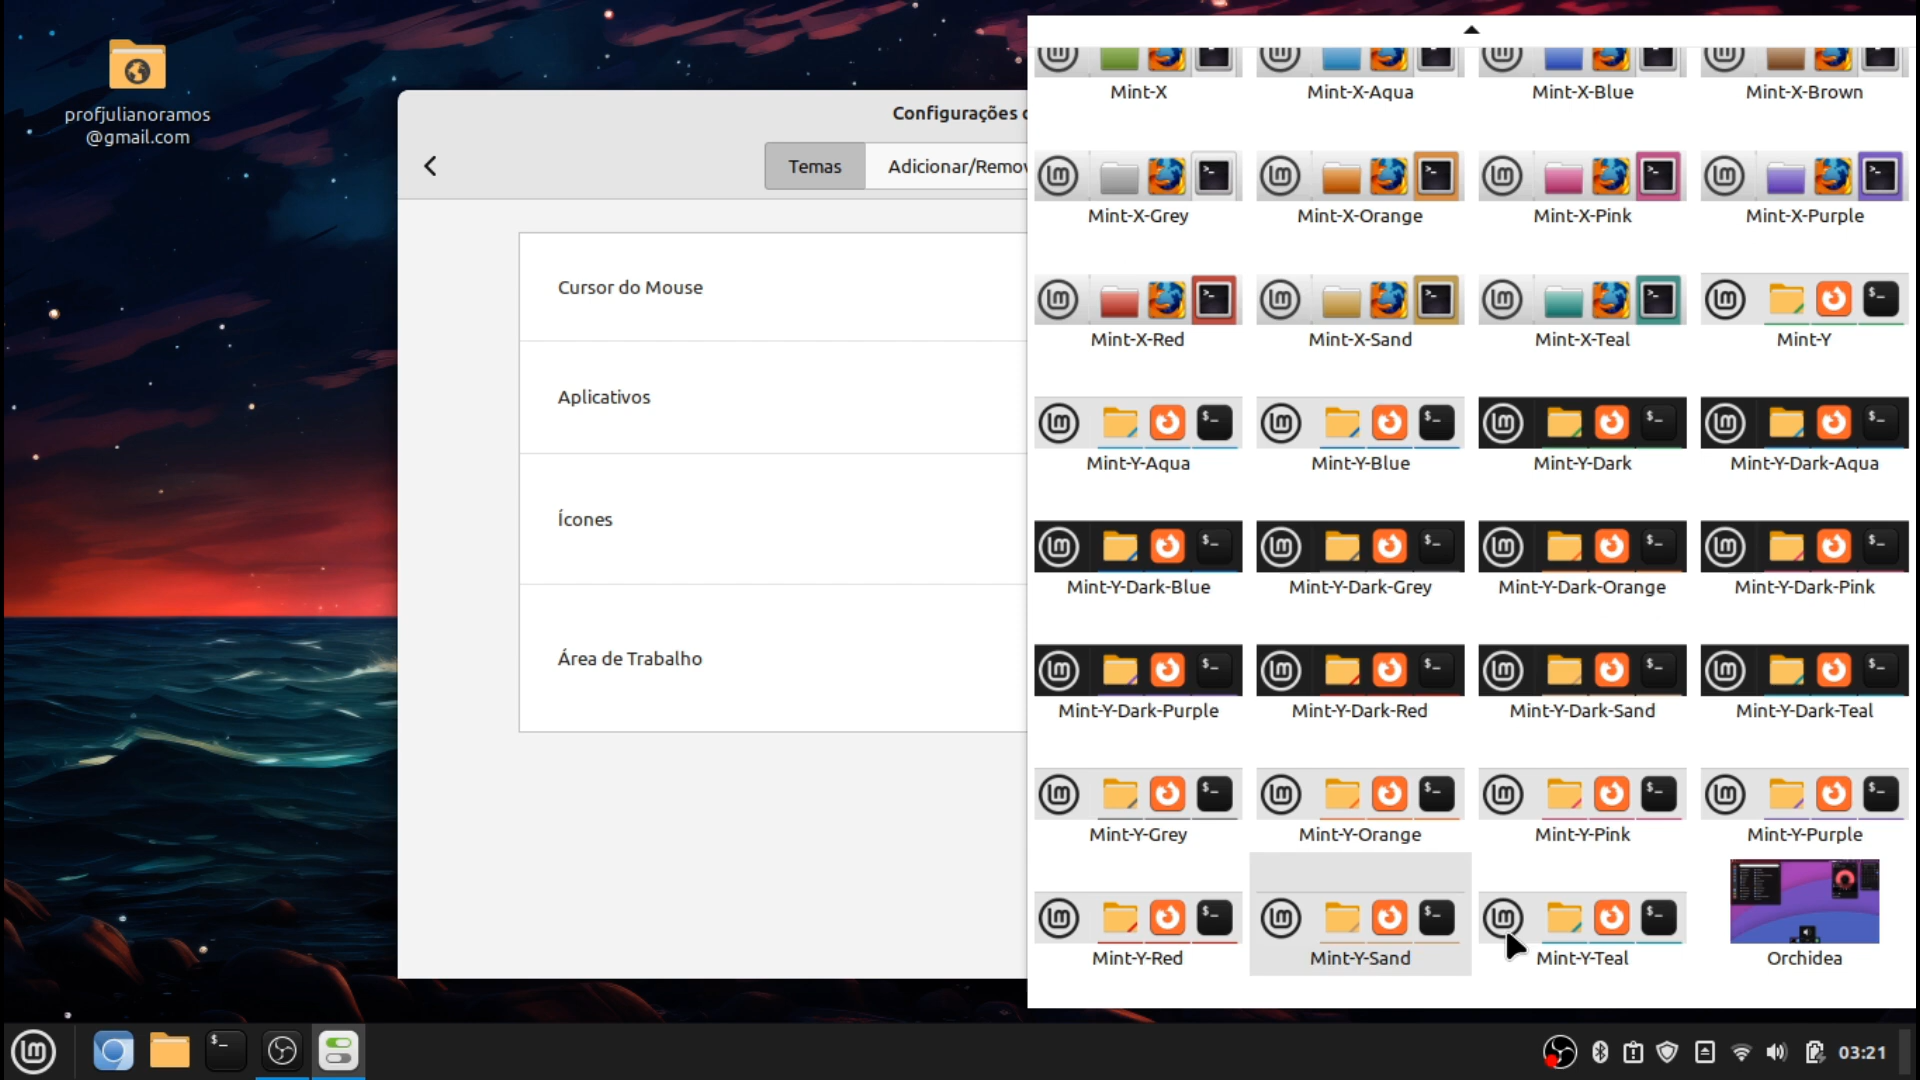 profjulianoramos
@gmail.com
Configurações d
Temas
Adicionar/Remov
Cursor do Mouse
Aplicativos
Ícones
Área de Trabalho
Mint-X
Mint-X-Aqua
Mint-X-Blue
Mint-X-Brown
Mint-X-Grey
Mint-X-Orange
Mint-X-Pink
Mint-X-Purple
Mint-X-Red
Mint-X-Sand
Mint-X-Teal
Mint-Y
Mint-Y-Aqua
Mint-Y-Blue
Mint-Y-Dark
Mint-Y-Dark-Aqua
Mint-Y-Dark-Blue
Mint-Y-Dark-Grey
Mint-Y-Dark-Orange
Mint-Y-Dark-Pink
Mint-Y-Dark-Purple
Mint-Y-Dark-Red
Mint-Y-Dark-Sand
Mint-Y-Dark-Teal
Mint-Y-Grey
Mint-Y-Orange
Mint-Y-Pink
Mint-Y-Purple
Mint-Y-Red
Mint-Y-Sand
Mint-Y-Teal
Orchidea
03:21